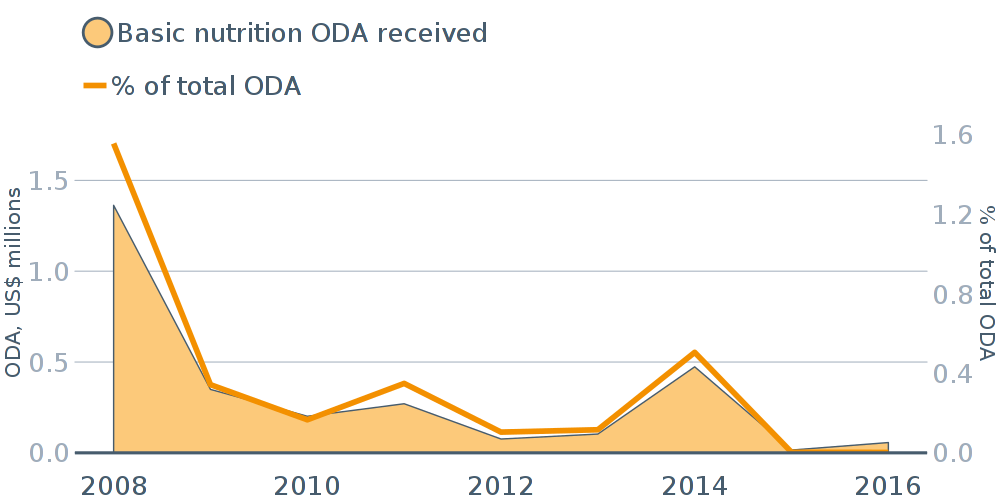 Basic nutrition ODA received
% of total ODA
ODA, US$ millions
1.5
1.0
0.5
0.0
1.6
1.2
0.8
0.4
0.0
% of total ODA
2008 2010 2012 2014 2016